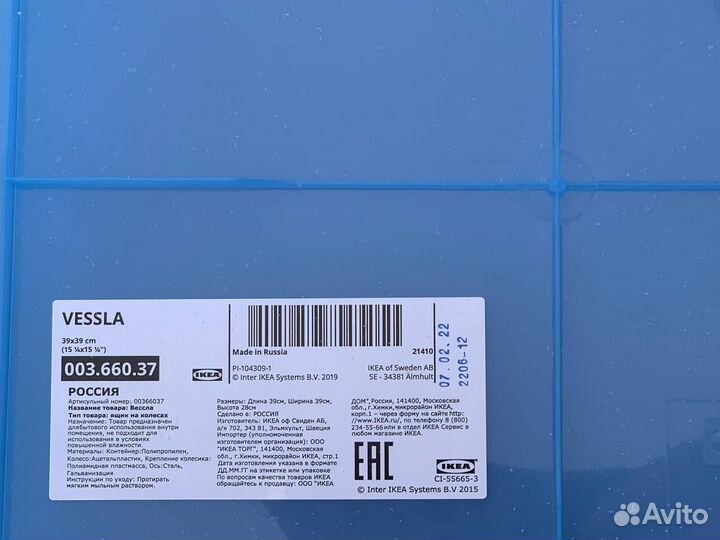 VESSLA
39x39 cm
(15 ¼x15 ¼")
003.660.37
IKEA
РОССИЯ
Артикульный номер: 00366037
Название товара: Вессла
Тип товара: ящик на колесах
Назначение: Товар предназначен
длябытового использования внутри
помещения, не подходит для
использования в условиях
повышенной влажности.
Материалы: Контейнер:Полипропилен,
Колесо:Ацетальпластик, Крепление колесика:
Полиамидная пластмасса, Ось:Сталь,
Гальванизация
Инструкции по уходу: Протирать
мягким мыльным раствором.
Made in Russia
21410
PI-104309-1
© Inter IKEA Systems B.V. 2019
IKEA of Sweden AB
SE - 34381 Älmhult
07.02.22
2206-12
Размеры: Длина 39см, Ширина 39см,
Высота 28см
Сделано в: РОССИЯ
Изготовитель: ИКЕА оф Свиден АБ,
а/я 702, 343 81, Эльмхульт, Швеция
Импортер (уполномоченная
изготовителем организация): ООО
"ИКЕА ТОРГ", 141400, Московская
обл., г.Химки, микрорайон ИКЕА, стр.1
Дата изготовления указана в формате
ДД.ММ.ГГ на этикетке или упаковке
По вопросам качества товаров ИКЕА
обращайтесь к продавцу: ООО "ИКЕА
ДОМ",Россия, 141400, Московская
обл., г.Химки, микрорайон ИКЕА,
корп.1 - через форму на сайте http:
//www.IKEA.ru/, по телефону 8 (800)
234-55-66или в отдел ИКЕА Сервис в
любом магазине ИКЕА.
EAC
IKEA
CI-55665-3
© Inter IKEA Systems B.V 2015
Avito